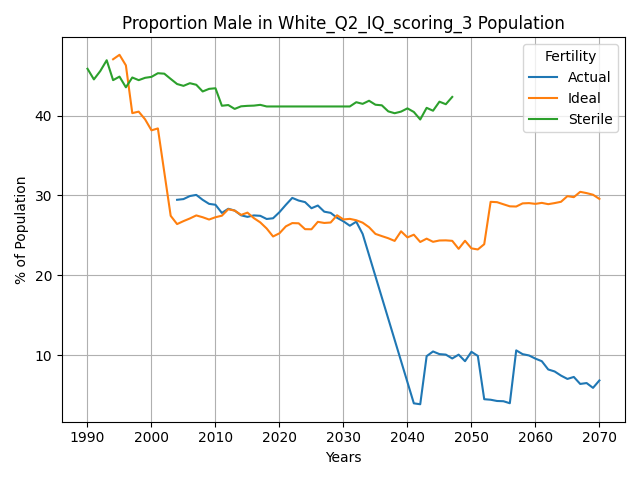 Proportion Male in White_Q2_IQ_scoring_3 Population
Fertility
Actual
Ideal
Sterile
% of Population
40
30
20
10
1990 2000 2010 2020 2030 2040 2050 2060 2070
Years